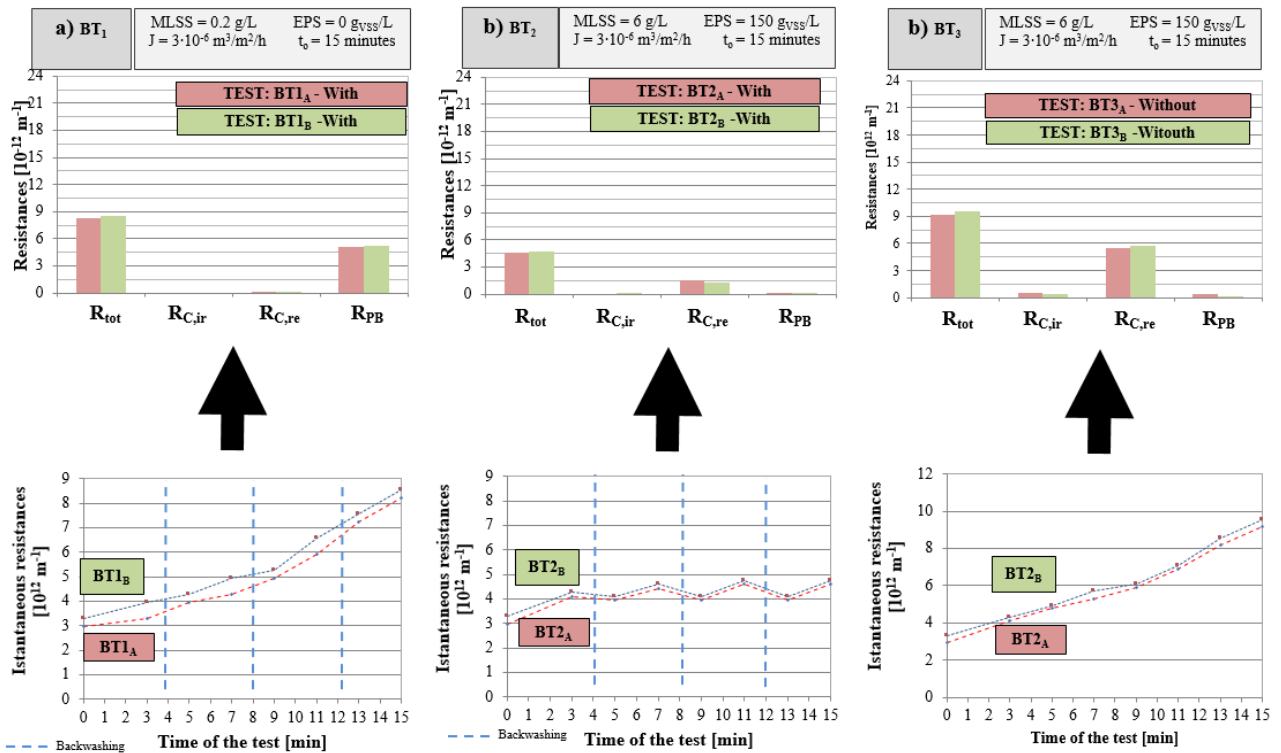 a) BT1
MLSS = 0.2 g/L EPS = 0 gVSS/L
J = 3·10-6 m3/m2/h to = 15 minutes
Resistances [10-12 m-1]
24
21
18
15
12
9
6
3
0
TEST: BT1A - With
TEST: BT1B -With
Rtot RC,ir RC,re RPB
b) BT2
MLSS = 6 g/L EPS = 150 gVSS/L
J = 3·10-6 m3/m2/h to = 15 minutes
Resistances [10-12 m-1]
24
21
18
15
12
9
6
3
0
TEST: BT2A - With
TEST: BT2B -With
Rtot RC,ir RC,re RPB
b) BT3
MLSS = 6 g/L EPS = 150 gVSS/L
J = 3·10-6 m3/m2/h to = 15 minutes
Resistances [1012 m-1]
24
21
18
15
12
9
6
3
0
TEST: BT3A - Without
TEST: BT3B -Witouth
Rtot RC,ir RC,re RPB
Istantaneous resistances
[1012 m-1]
9
8
7
6
5
4
3
2
1
0
BT1B
BT1A
0 1 2 3 4 5 6 7 8 9 10 11 12 13 14 15
Backwashing
Time of the test [min]
Istantaneous resistances
[1012 m-1]
9
8
7
6
5
4
3
2
1
0
BT2B
BT2A
0 1 2 3 4 5 6 7 8 9 10 11 12 13 14 15
Backwashing
Time of the test [min]
Istantaneous resistances
[1012 m-1]
12
10
8
6
4
2
0
BT2B
BT2A
0 1 2 3 4 5 6 7 8 9 10 11 12 13 14 15
Time of the test [min]